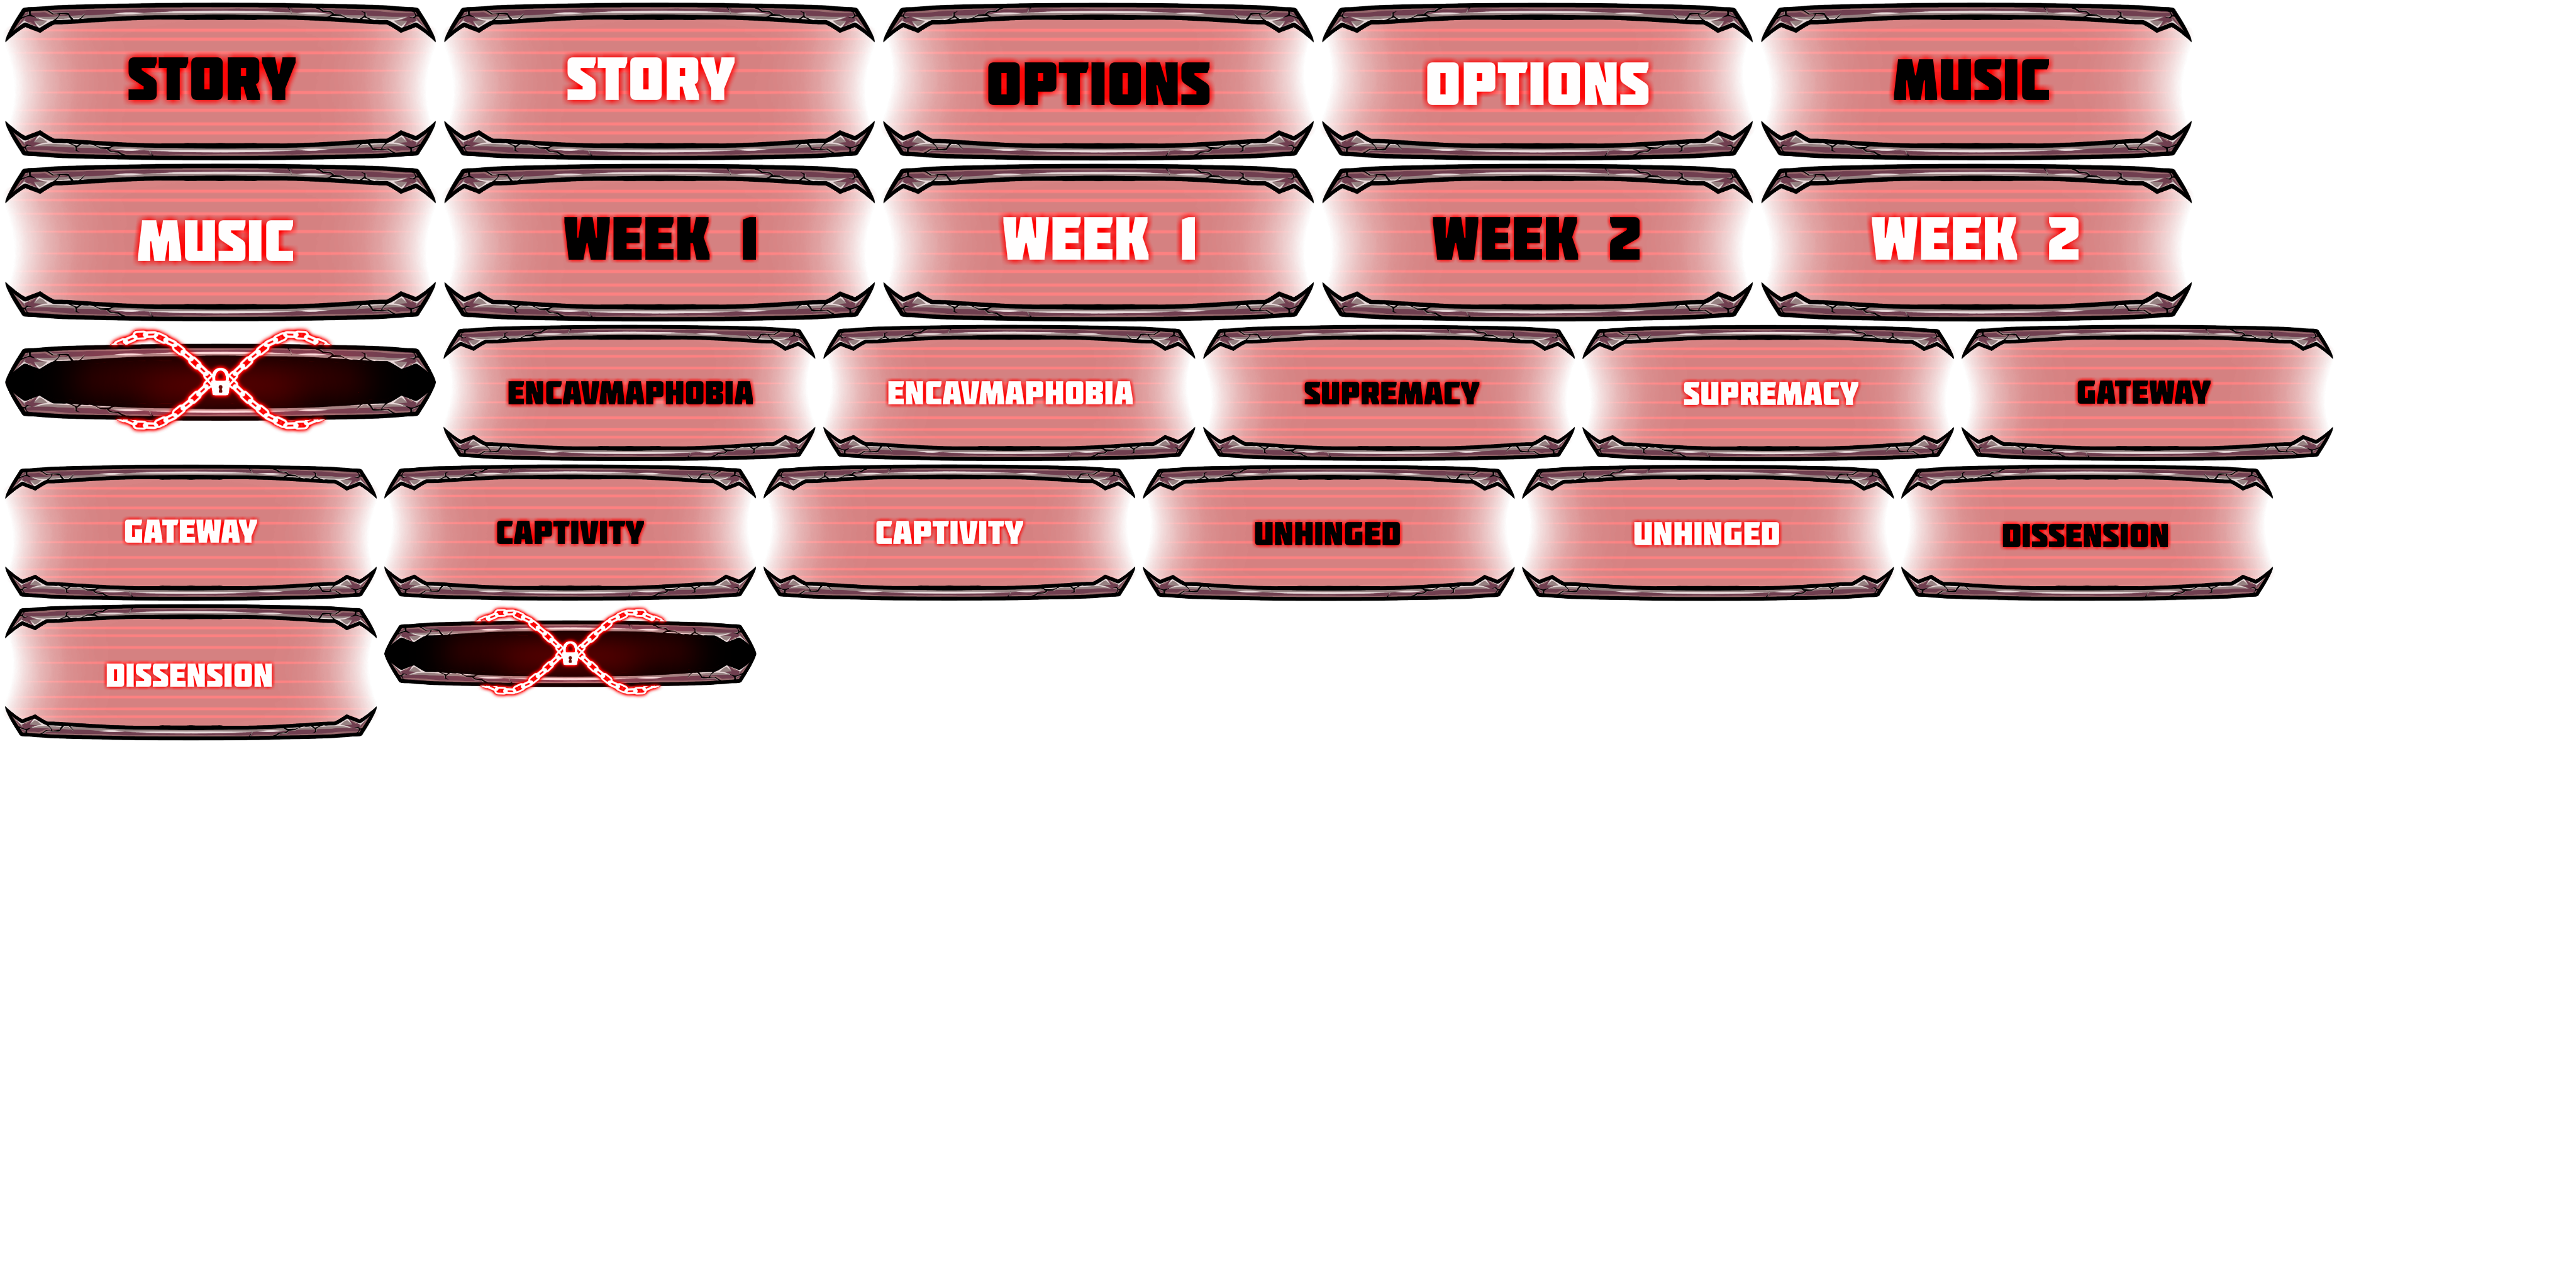 STORY STORY OPTIONS OPTIONS MUSIC
MUSIC WEEK 1 WEEK 1 WEEK 2 WEEK 2
ENCAVMAPHOBIA ENCAVMAPHOBIA SUPREMACY SUPREMACY GATEWAY
GATEWAY CAPTIVITY CAPTIVITY UNHINGED UNHINGED DISSENSION
DISSENSION